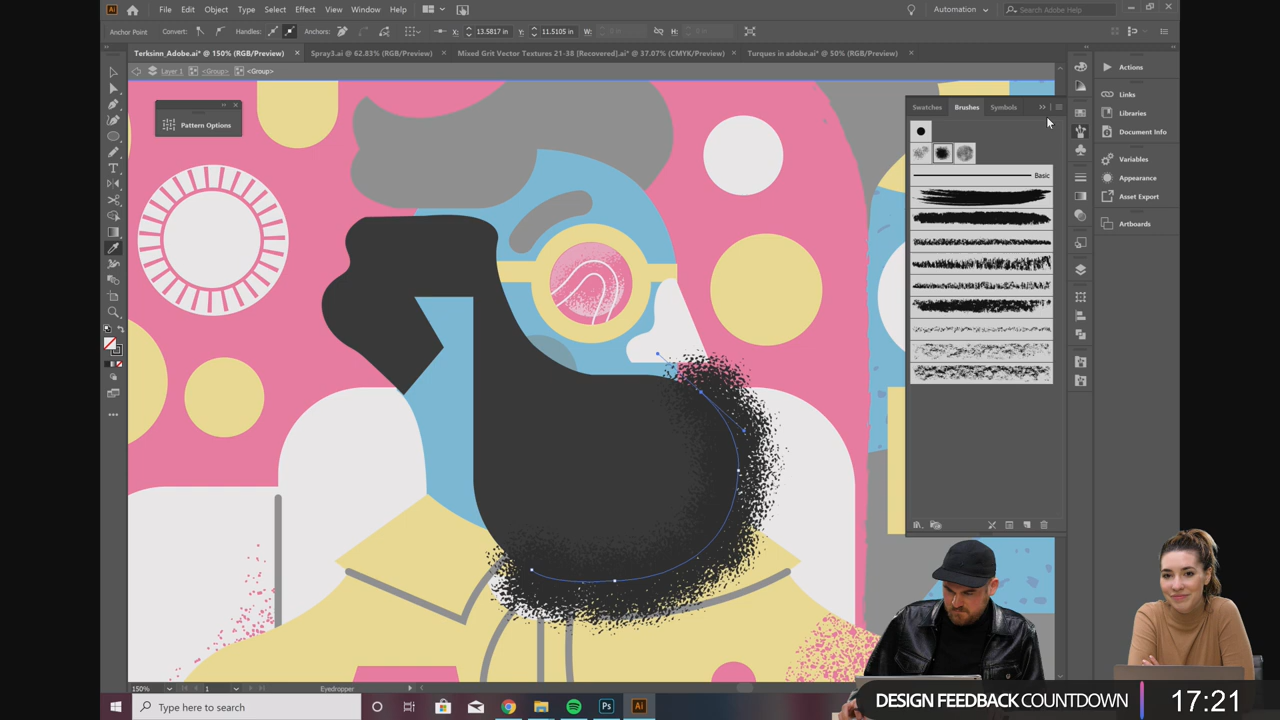 Ai File Edit Object Type Select Effect View Window Help Automation Search Adobe Help
Anchor Point Convert: Handles: Anchors: X: 13.5817 in Y: 11.5105 in W: H:
Terksinn_Adobe.ai* @ 150% (RGB/Preview) × Spray3.ai @ 62.83% (RGB/Preview) × Mixed Grit Vector Textures 21-38 [Recovered].ai* @ 37.07% (CMYK/Preview) × Turques in adobe.ai* @ 50% (RGB/Preview) ×
Layer 1 <Group> <Group>
Pattern Options
Swatches Brushes Symbols
Basic
Actions
Links
Libraries
Document Info
Variables
Appearance
Asset Export
Artboards
150% 1 Eyedropper
Type here to search Ps Ai
DESIGN FEEDBACK COUNTDOWN 17:21